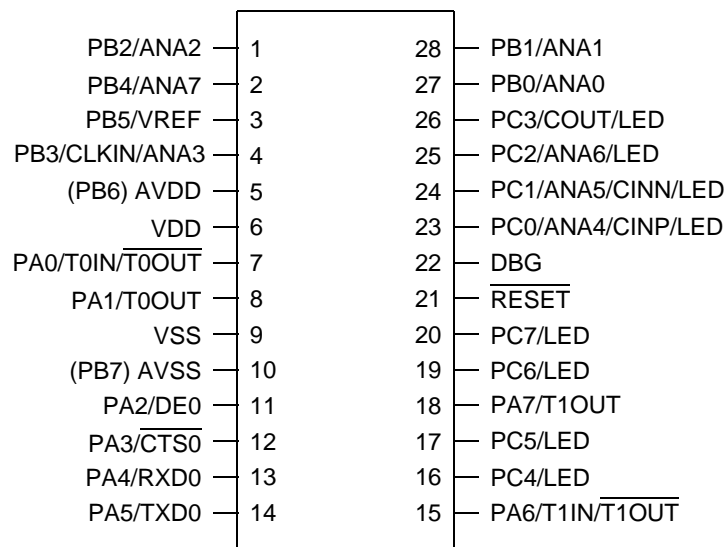 PB2/ANA2 1 28 PB1/ANA1
PB4/ANA7 2 27 PB0/ANA0
PB5/VREF 3 26 PC3/COUT/LED
PB3/CLKIN/ANA3 4 25 PC2/ANA6/LED
(PB6) AVDD 5 24 PC1/ANA5/CINN/LED
VDD 6 23 PC0/ANA4/CINP/LED
PA0/T0IN/T̅0̅O̅U̅T̅ 7 22 DBG
PA1/T0OUT 8 21 R̅E̅S̅E̅T̅
VSS 9 20 PC7/LED
(PB7) AVSS 10 19 PC6/LED
PA2/DE0 11 18 PA7/T1OUT
PA3/C̅T̅S̅0̅ 12 17 PC5/LED
PA4/RXD0 13 16 PC4/LED
PA5/TXD0 14 15 PA6/T1IN/T̅1̅O̅U̅T̅